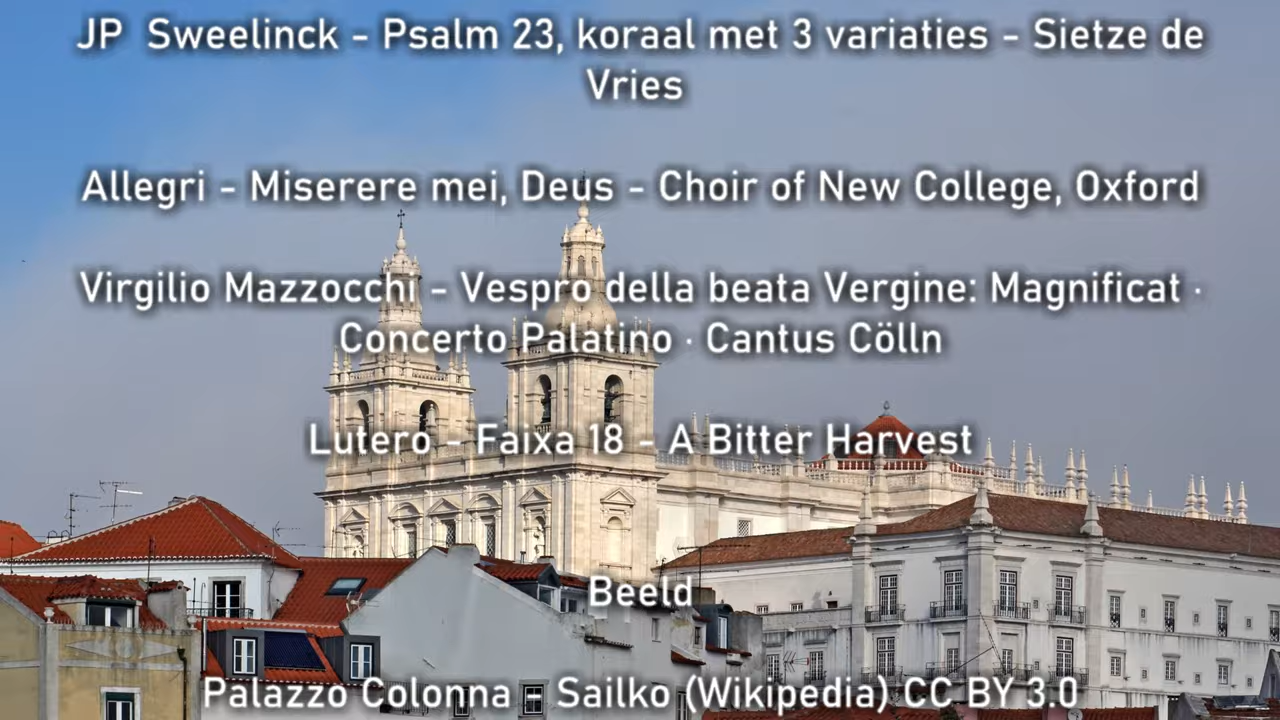 JP  Sweelinck - Psalm 23, koraal met 3 variaties - Sietze de
Vries
Allegri - Miserere mei, Deus - Choir of New College, Oxford
Virgilio Mazzocchi - Vespro della beata Vergine: Magnificat ·
Concerto Palatino · Cantus Cölln
Lutero - Faixa 18 - A Bitter Harvest
Beeld
Palazzo Colonna - Sailko (Wikipedia) CC BY 3.0